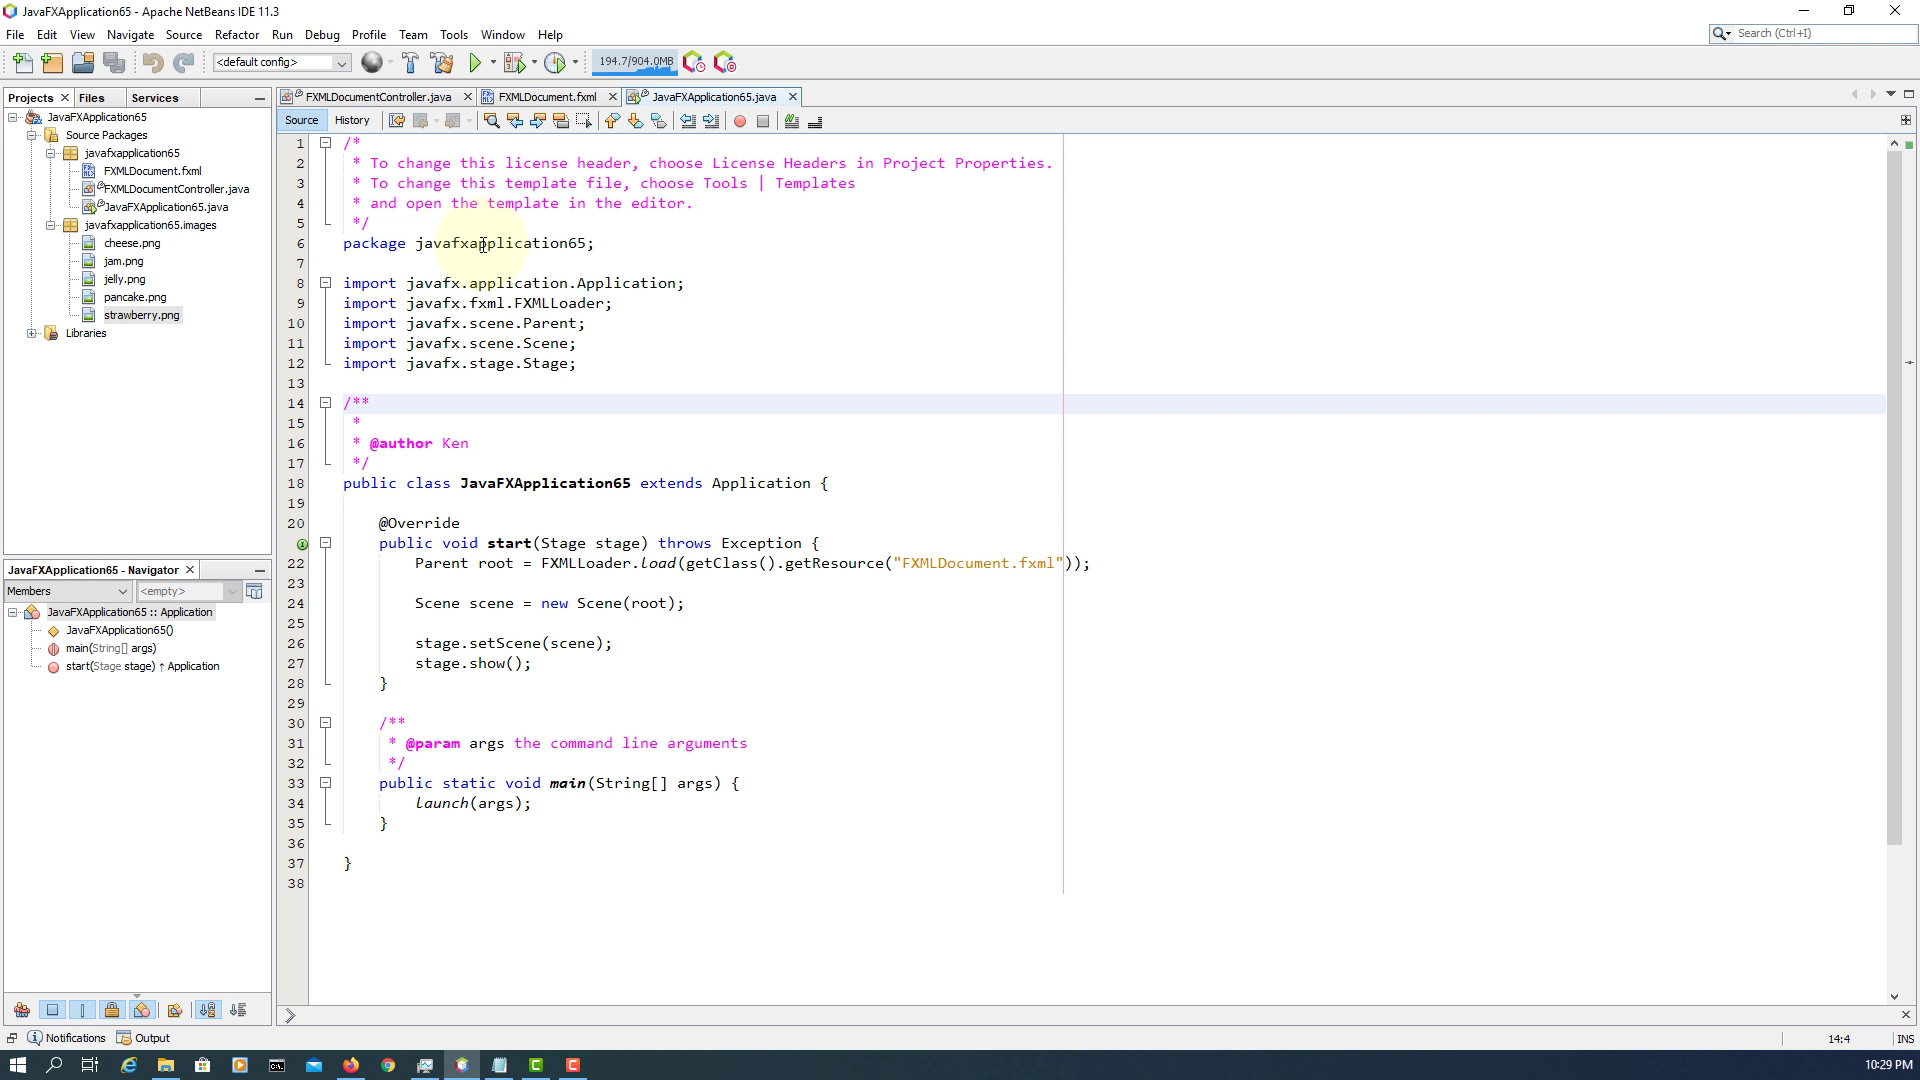 JavaFXApplication65 - Apache NetBeans IDE 11.3
File Edit View Navigate Source Refactor Run Debug Profile Team Tools Window Help
Search (Ctrl+I)
<default config>
194.7/904.0MB
Projects Files Services
FXMLDocumentController.java FXMLDocument.fxml JavaFXApplication65.java
Source History
JavaFXApplication65
Source Packages
javafxapplication65
FXMLDocument.fxml
FXMLDocumentController.java
JavaFXApplication65.java
javafxapplication65.images
cheese.png
jam.png
jelly.png
pancake.png
strawberry.png
Libraries
JavaFXApplication65 - Navigator
Members <empty>
JavaFXApplication65 :: Application
JavaFXApplication65()
main(String[] args)
start(Stage stage) ↑ Application
1 /*
2 * To change this license header, choose License Headers in Project Properties.
3 * To change this template file, choose Tools | Templates
4 * and open the template in the editor.
5 */
6 package javafxapplication65;
7
8 import javafx.application.Application;
9 import javafx.fxml.FXMLLoader;
10 import javafx.scene.Parent;
11 import javafx.scene.Scene;
12 import javafx.stage.Stage;
13
14 /**
15 *
16 * @author Ken
17 */
18 public class JavaFXApplication65 extends Application {
19
20 @Override
public void start(Stage stage) throws Exception {
22 Parent root = FXMLLoader.load(getClass().getResource("FXMLDocument.fxml"));
23
24 Scene scene = new Scene(root);
25
26 stage.setScene(scene);
27 stage.show();
28 }
29
30 /**
31 * @param args the command line arguments
32 */
33 public static void main(String[] args) {
34 launch(args);
35 }
36
37 }
38
Notifications Output
14:4 INS
10:29 PM